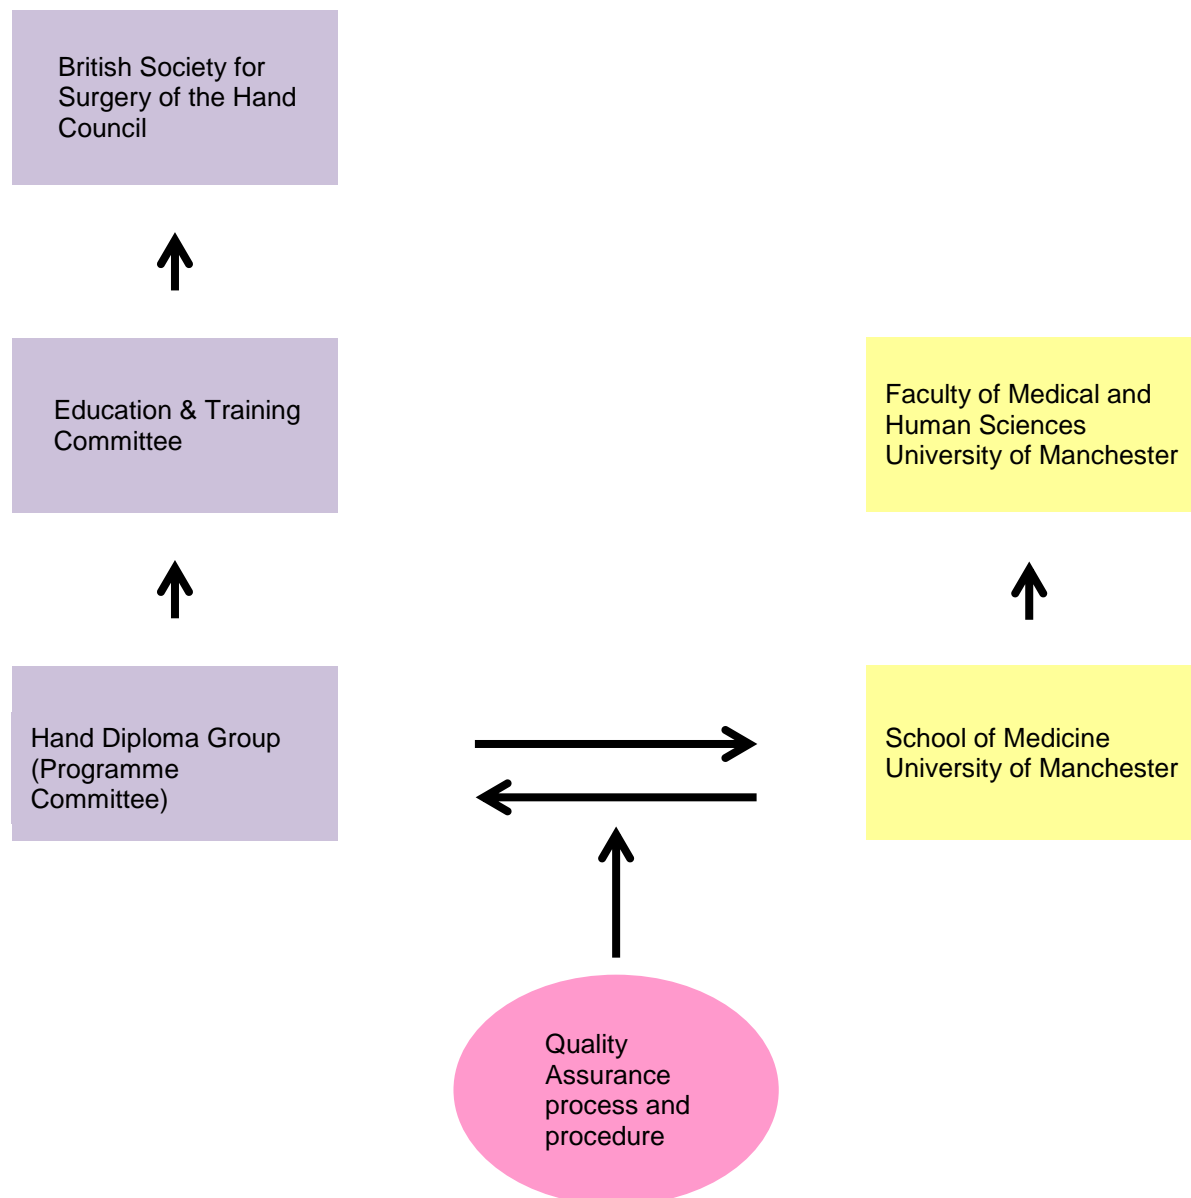 British Society for
Surgery of the Hand
Council
Education & Training
Committee
Faculty of Medical and
Human Sciences
University of Manchester
Hand Diploma Group
(Programme
Committee)
School of Medicine
University of Manchester
Quality
Assurance
process and
procedure